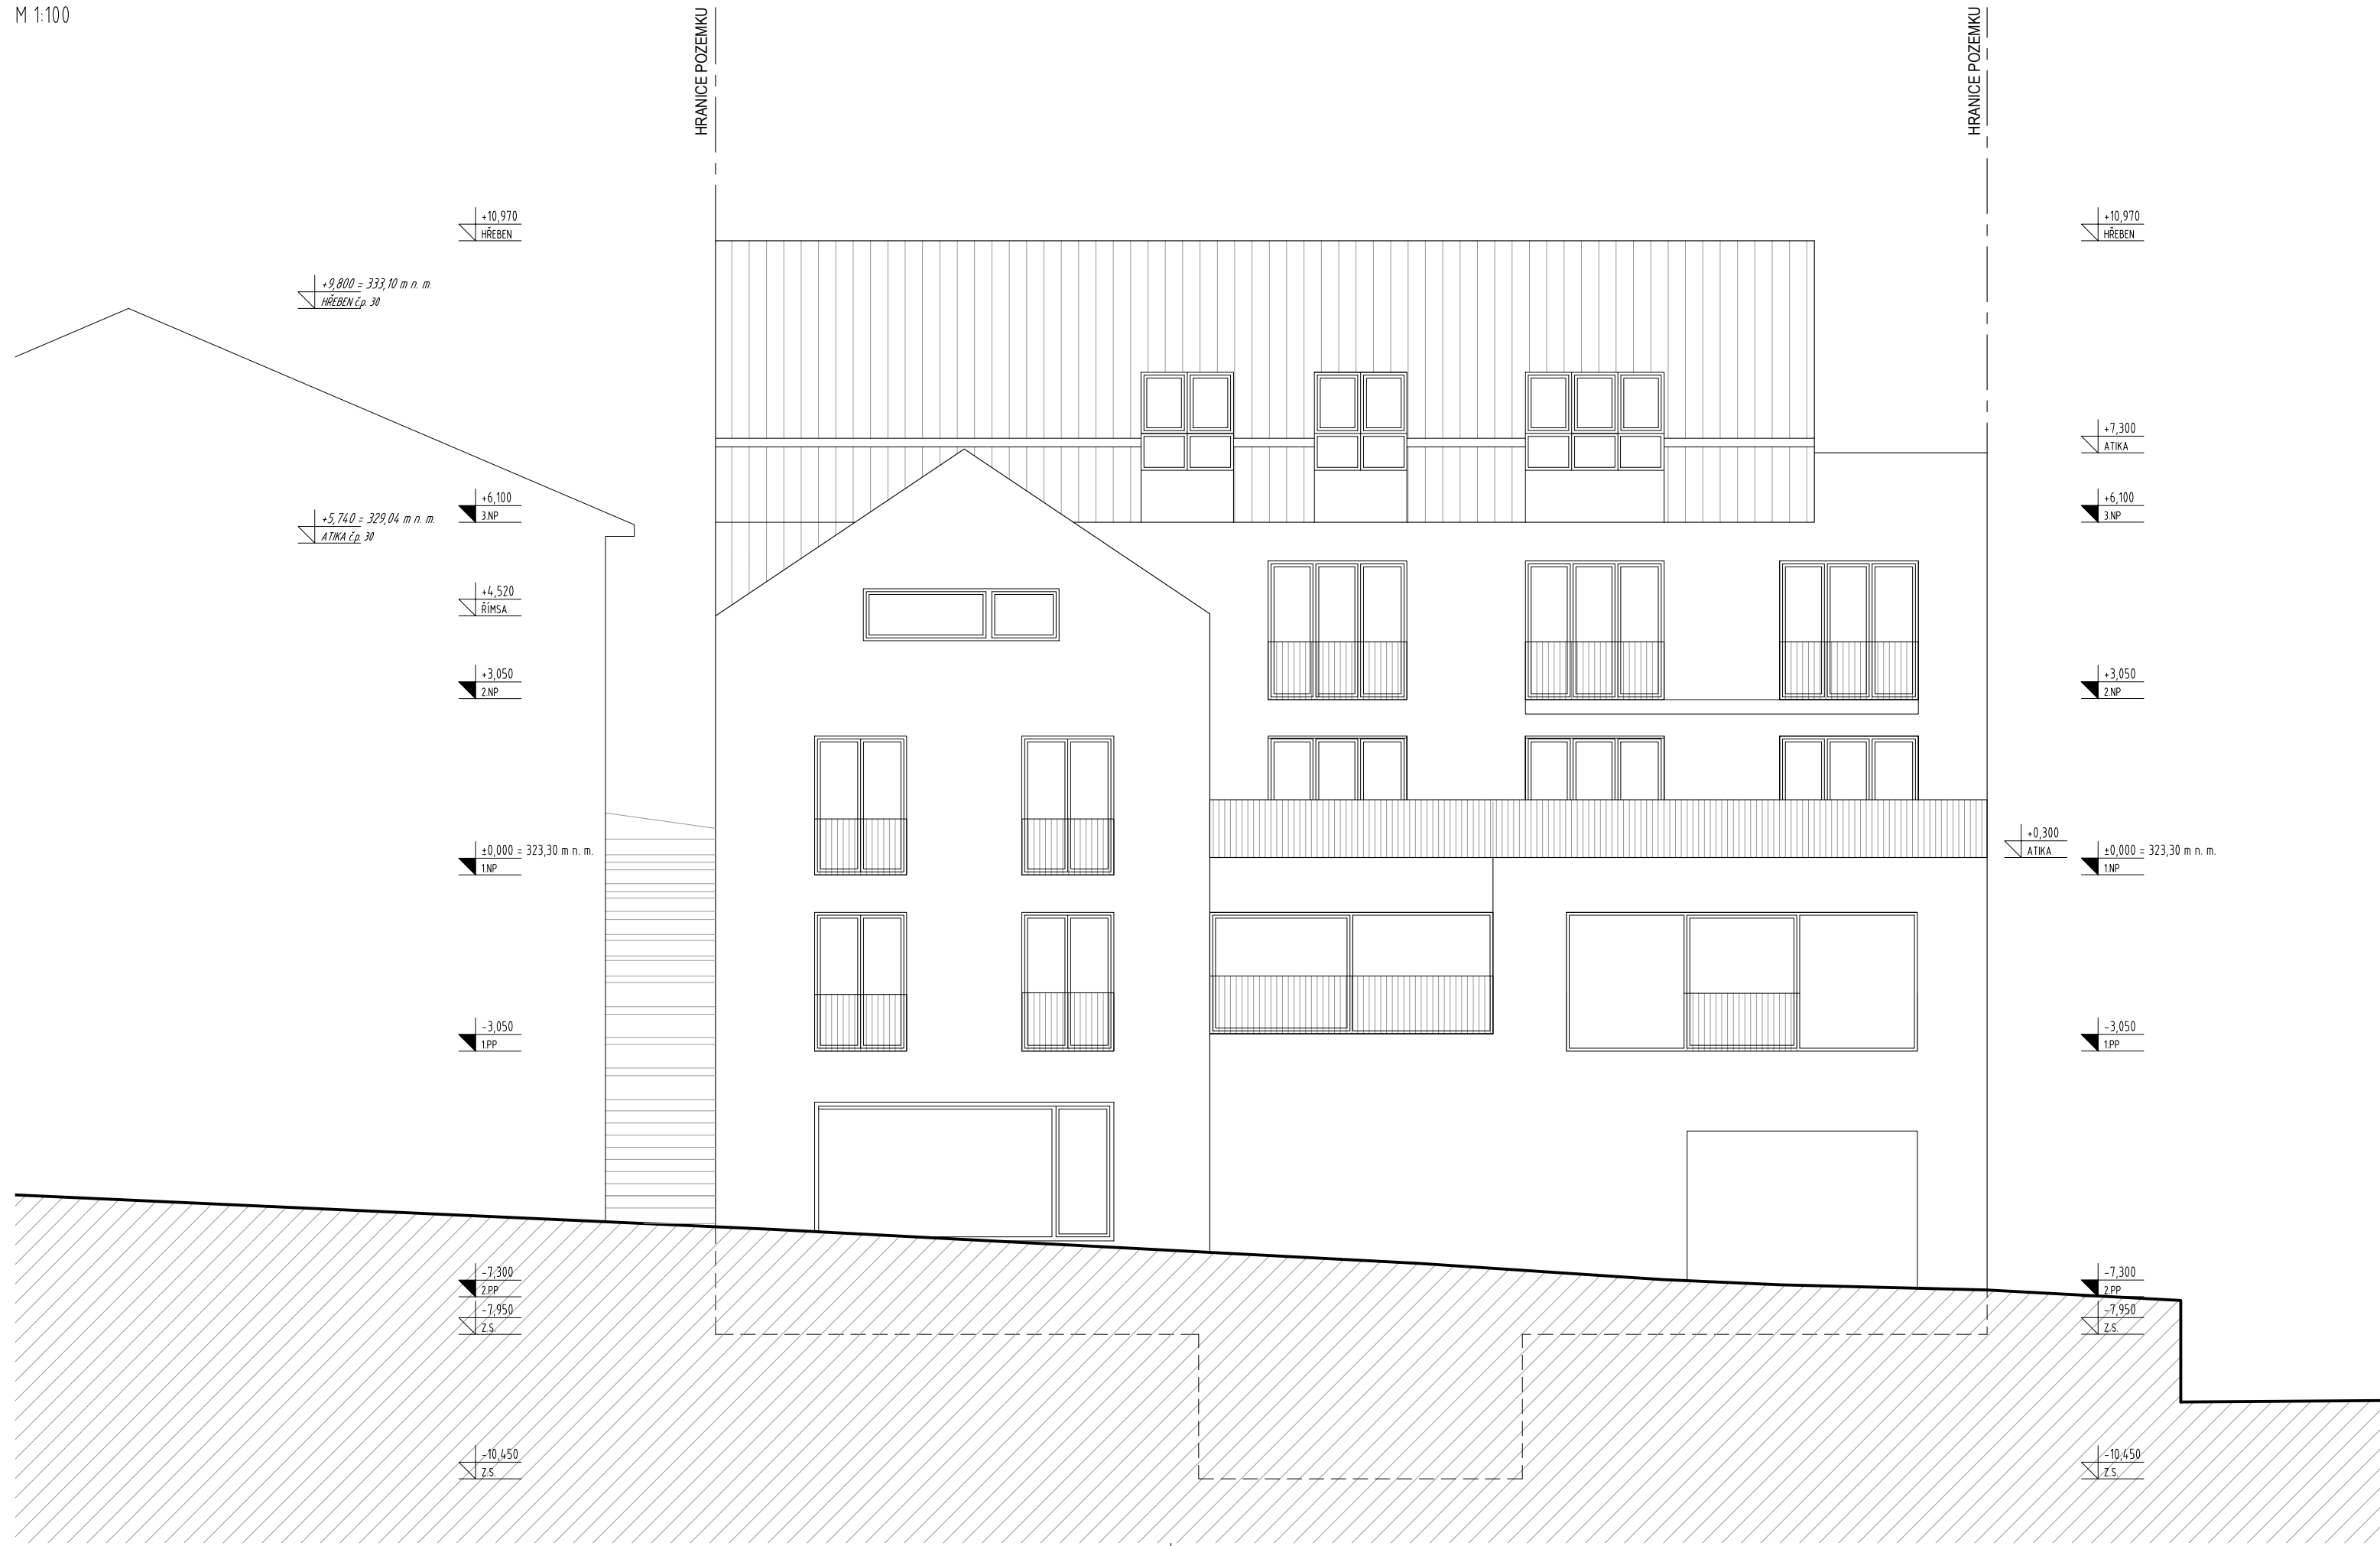 M 1:100
HRANICE POZEMKU
HRANICE POZEMKU
+10,970
HŘEBEN
+10,970
HŘEBEN
+9,800 = 333,10 m n. m.
HŘEBEN č.p. 30
+7,300
ATIKA
+6,100
3.NP
+6,100
3.NP
+5,740 = 329,04 m n. m.
ATIKA č.p. 30
+4,520
ŘÍMSA
+3,050
2.NP
+3,050
2.NP
+0,300
ATIKA
±0,000 = 323,30 m n. m.
1.NP
±0,000 = 323,30 m n. m.
1.NP
-3,050
1.PP
-3,050
1.PP
-7,300
2.PP
-7,300
2.PP
-7,950
Z.S.
-7,950
Z.S.
-10,450
Z.S.
-10,450
Z.S.